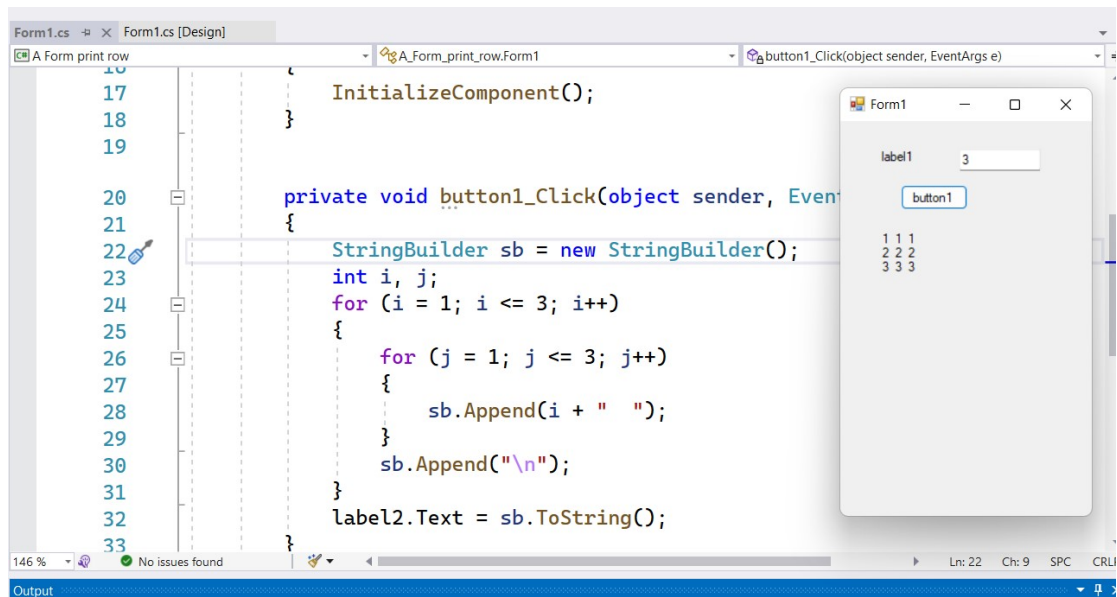 Form1.cs Form1.cs [Design]
C# A Form print row A_Form_print_row.Form1 button1_Click(object sender, EventArgs e)
16 {
17 InitializeComponent();
18 }
19
20 private void button1_Click(object sender, Even
21 {
22 StringBuilder sb = new StringBuilder();
23 int i, j;
24 for (i = 1; i <= 3; i++)
25 {
26 for (j = 1; j <= 3; j++)
27 {
28 sb.Append(i + "  ");
29 }
30 sb.Append("\n");
31 }
32 label2.Text = sb.ToString();
33 }
Form1
label1 3
button1
1 1 1
2 2 2
3 3 3
146 % No issues found Ln: 22 Ch: 9 SPC CRLF
Output